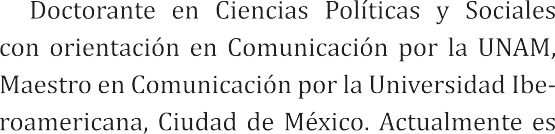 Doctorante en Ciencias Políticas y Sociales
con orientación en Comunicación por la UNAM,
Maestro en Comunicación por la Universidad Ibe-
roamericana, Ciudad de México. Actualmente es